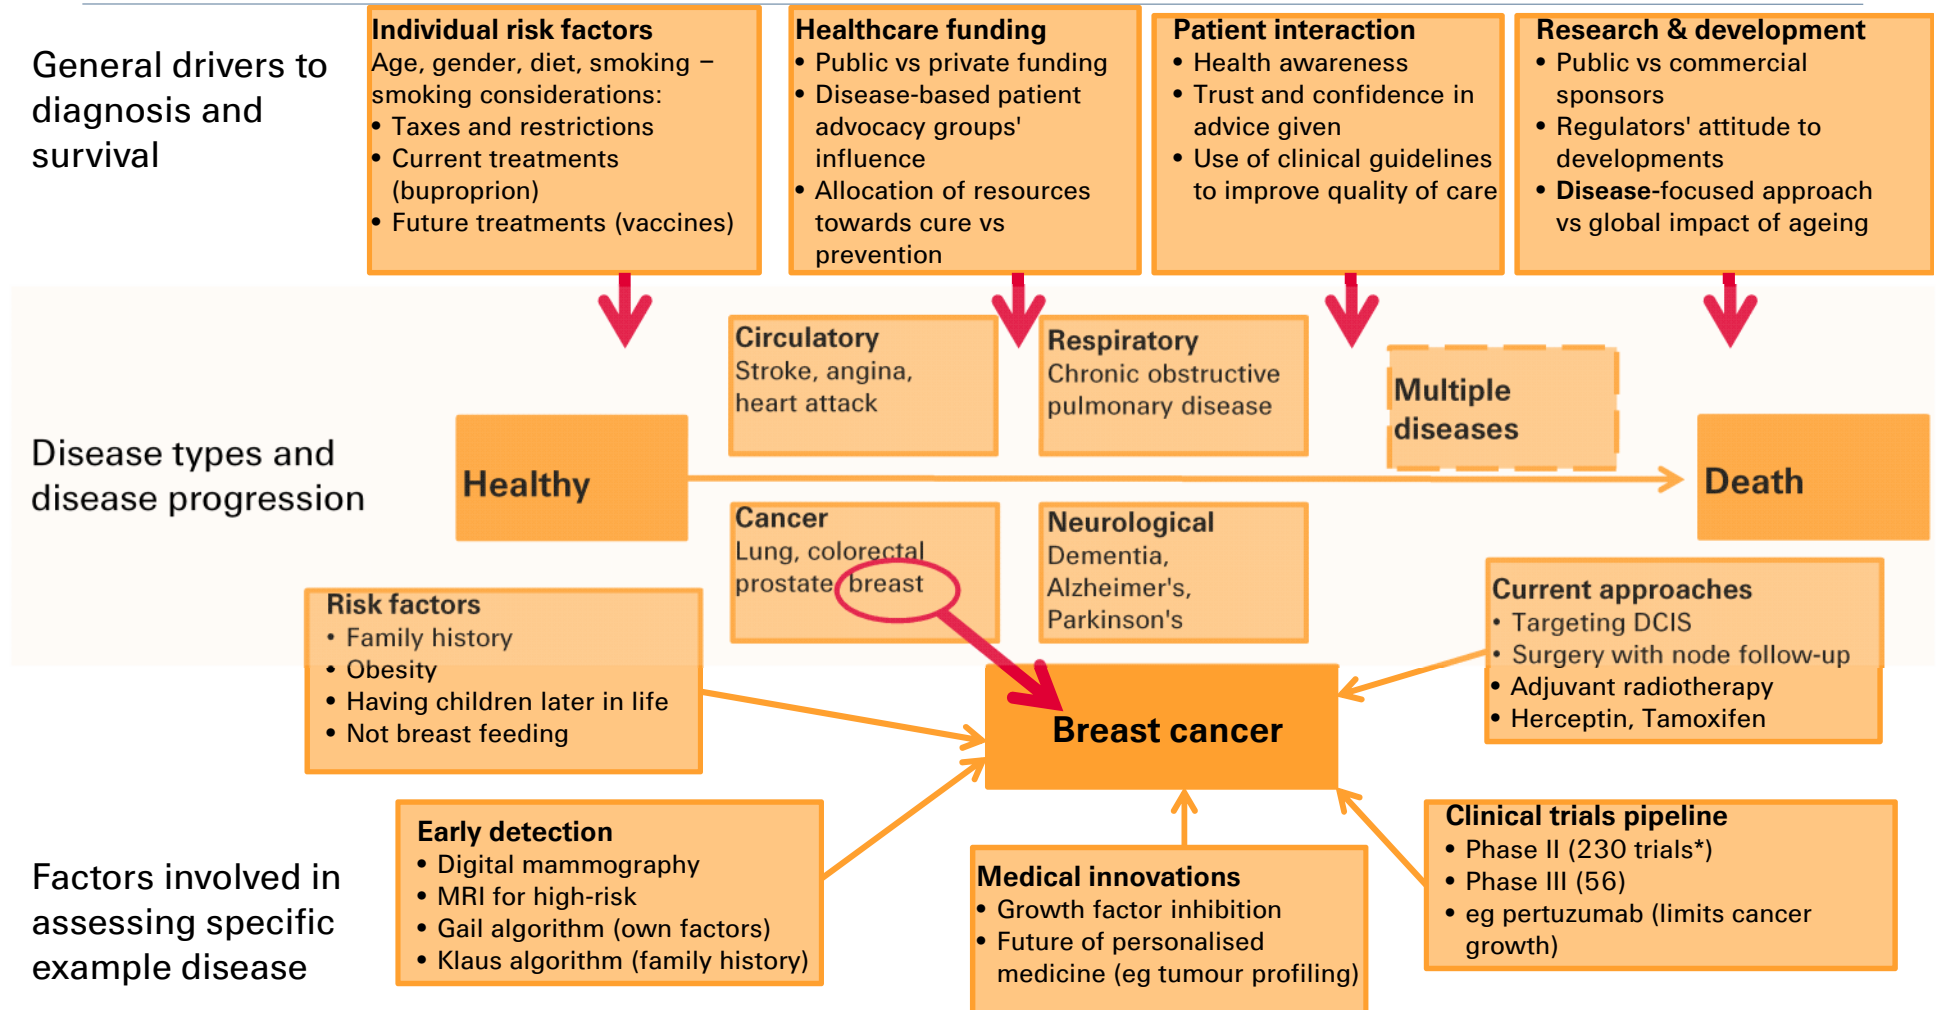 General drivers to
diagnosis and
survival
Individual risk factors
Age, gender, diet, smoking –
smoking considerations:
• Taxes and restrictions
• Current treatments
(buproprion)
• Future treatments (vaccines)
Healthcare funding
• Public vs private funding
• Disease-based patient
advocacy groups'
influence
• Allocation of resources
towards cure vs
prevention
Patient interaction
• Health awareness
• Trust and confidence in
advice given
• Use of clinical guidelines
to improve quality of care
Research & development
• Public vs commercial
sponsors
• Regulators' attitude to
developments
• Disease-focused approach
vs global impact of ageing
Disease types and
disease progression
Healthy
Circulatory
Stroke, angina,
heart attack
Respiratory
Chronic obstructive
pulmonary disease
Multiple
diseases
Death
Cancer
Lung, colorectal
prostate breast
Neurological
Dementia,
Alzheimer's,
Parkinson's
Factors involved in
assessing specific
example disease
Risk factors
• Family history
• Obesity
• Having children later in life
• Not breast feeding
Breast cancer
Current approaches
• Targeting DCIS
• Surgery with node follow-up
• Adjuvant radiotherapy
• Herceptin, Tamoxifen
Early detection
• Digital mammography
• MRI for high-risk
• Gail algorithm (own factors)
• Klaus algorithm (family history)
Medical innovations
• Growth factor inhibition
• Future of personalised
medicine (eg tumour profiling)
Clinical trials pipeline
• Phase II (230 trials*)
• Phase III (56)
• eg pertuzumab (limits cancer
growth)